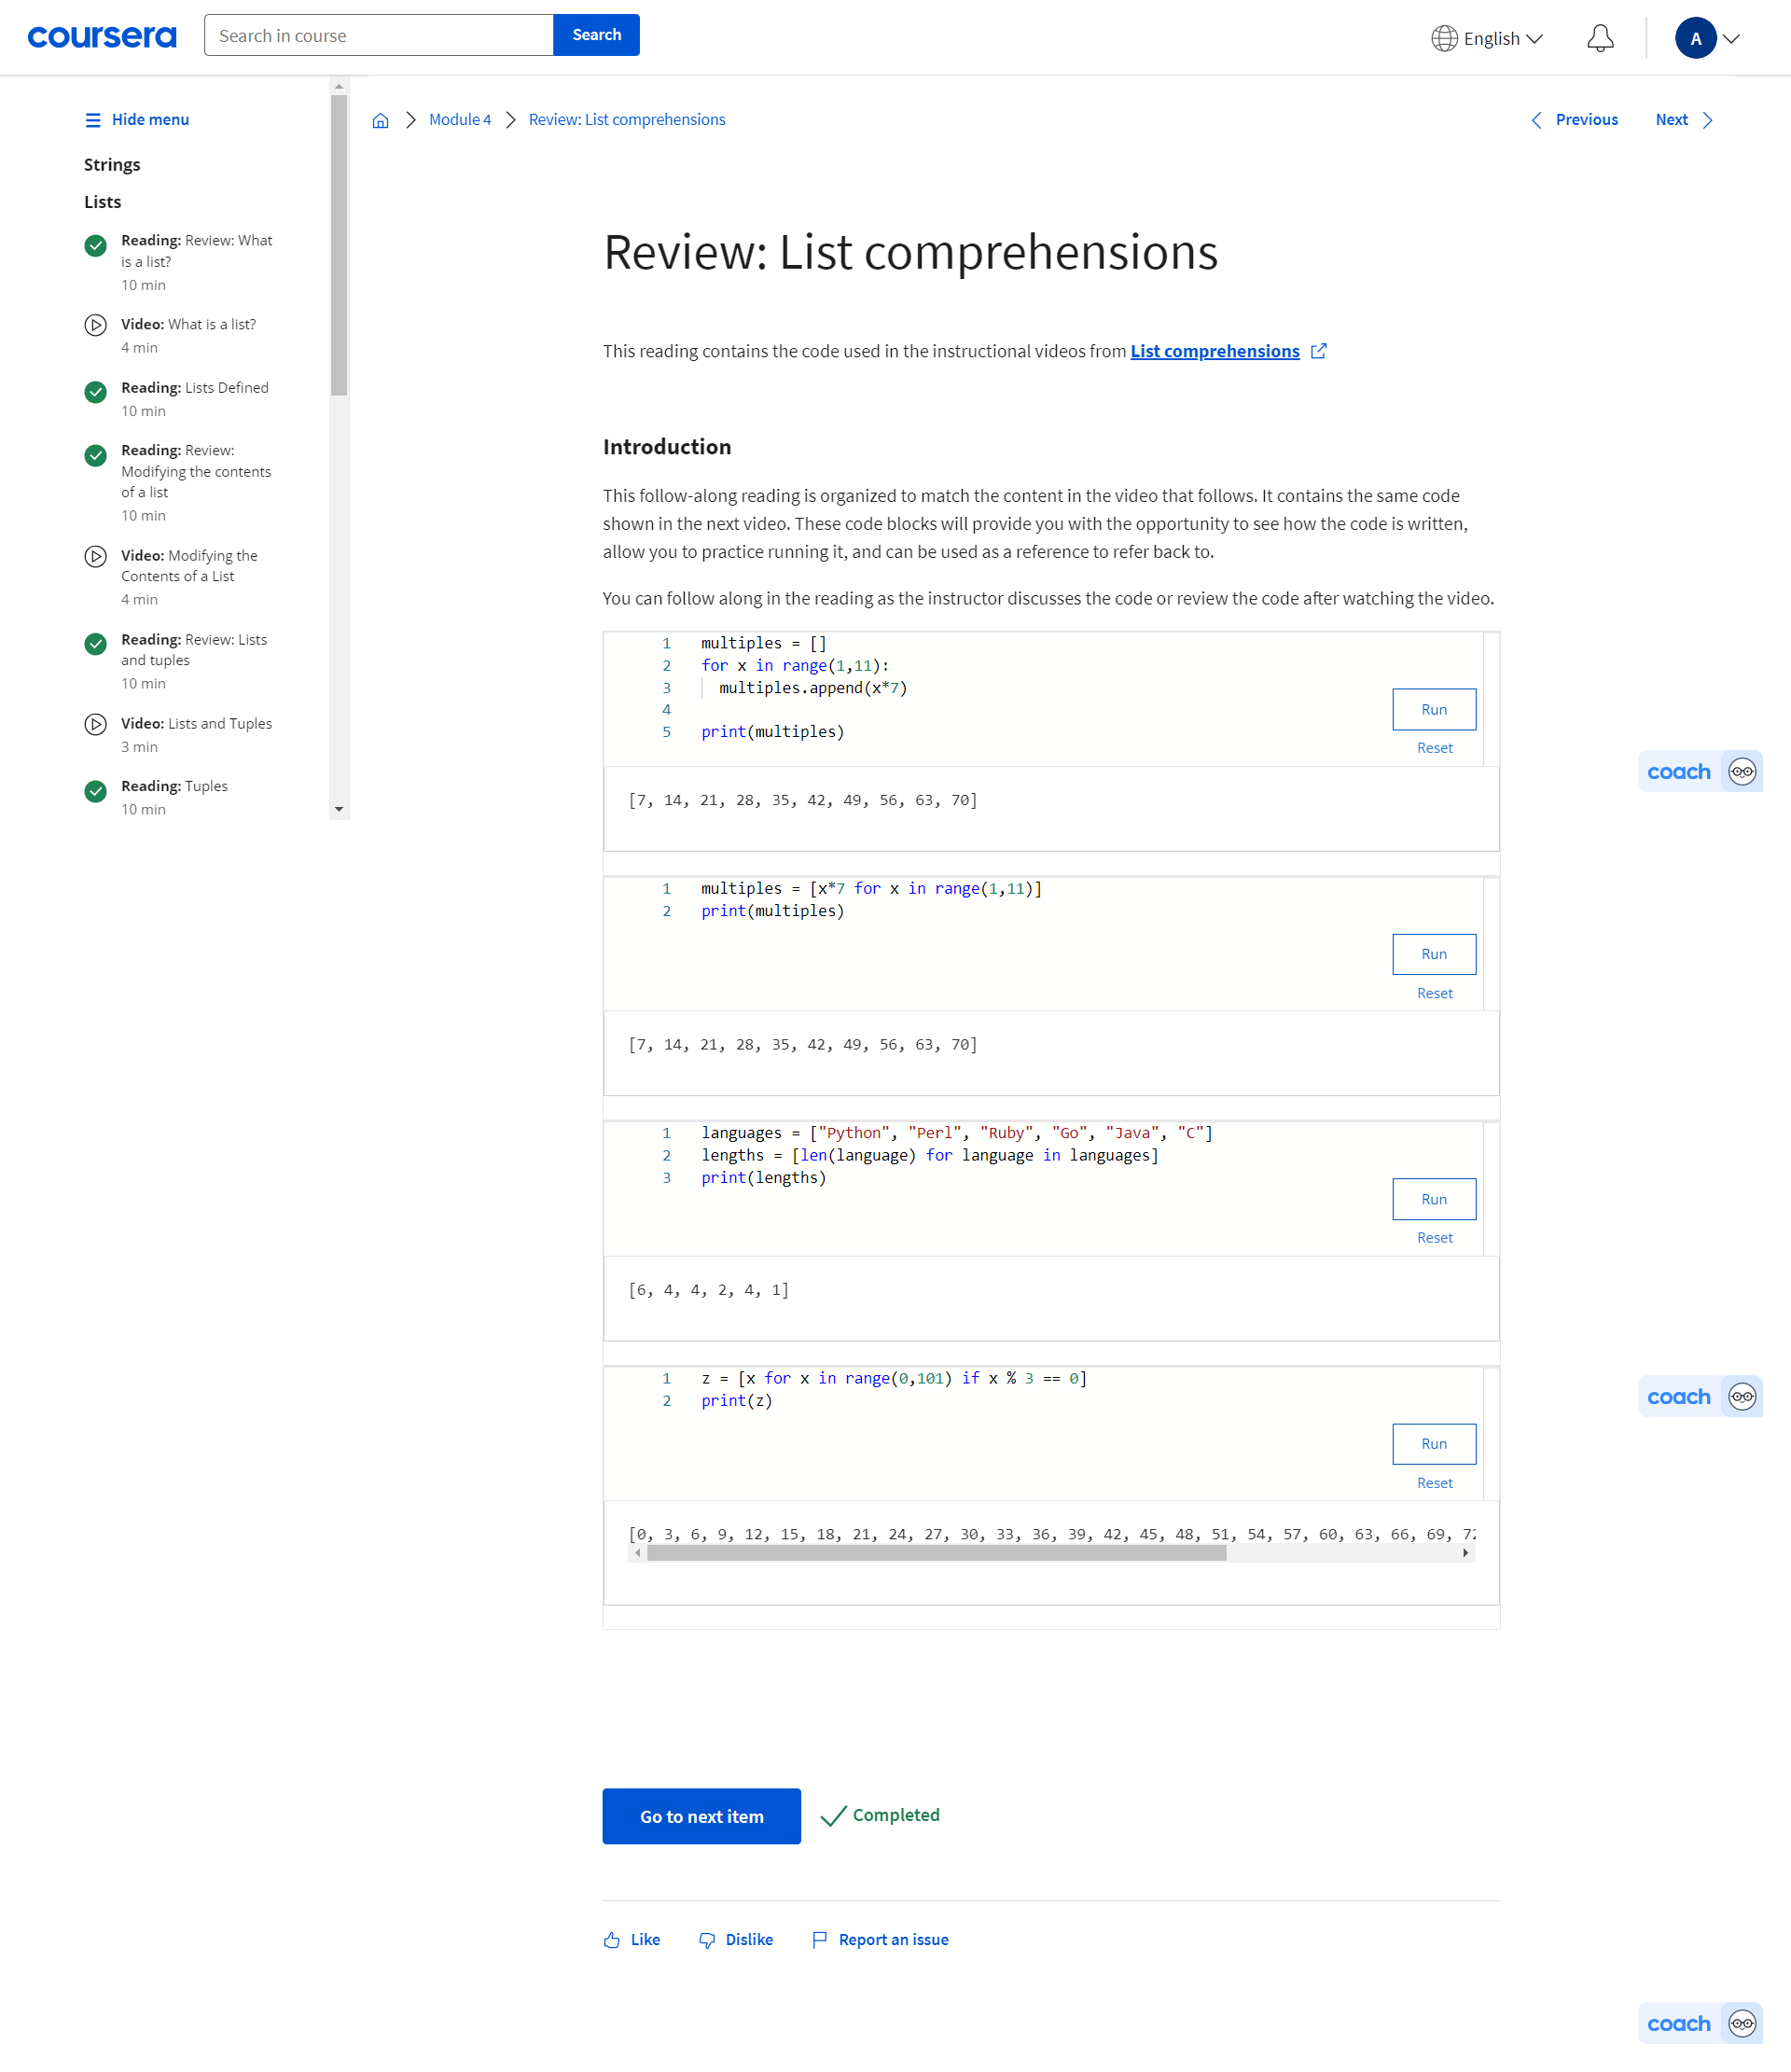 coursera
Search in course
Search
English
A
Hide menu
Strings
Lists
Reading: Review: What
is a list?
10 min
Video: What is a list?
4 min
Reading: Lists Defined
10 min
Reading: Review:
Modifying the contents
of a list
10 min
Video: Modifying the
Contents of a List
4 min
Reading: Review: Lists
and tuples
10 min
Video: Lists and Tuples
3 min
Reading: Tuples
10 min
Module 4
Review: List comprehensions
Previous
Next
Review: List comprehensions
This reading contains the code used in the instructional videos from List comprehensions
Introduction
This follow-along reading is organized to match the content in the video that follows. It contains the same code
shown in the next video. These code blocks will provide you with the opportunity to see how the code is written,
allow you to practice running it, and can be used as a reference to refer back to.
You can follow along in the reading as the instructor discusses the code or review the code after watching the video.
1 multiples = []
2 for x in range(1,11):
3 multiples.append(x*7)
4
5 print(multiples)
Run
Reset
[7, 14, 21, 28, 35, 42, 49, 56, 63, 70]
1 multiples = [x*7 for x in range(1,11)]
2 print(multiples)
Run
Reset
[7, 14, 21, 28, 35, 42, 49, 56, 63, 70]
1 languages = ["Python", "Perl", "Ruby", "Go", "Java", "C"]
2 lengths = [len(language) for language in languages]
3 print(lengths)
Run
Reset
[6, 4, 4, 2, 4, 1]
1 z = [x for x in range(0,101) if x % 3 == 0]
2 print(z)
Run
Reset
[0, 3, 6, 9, 12, 15, 18, 21, 24, 27, 30, 33, 36, 39, 42, 45, 48, 51, 54, 57, 60, 63, 66, 69, 72
Go to next item
Completed
Like
Dislike
Report an issue
coach
coach
coach